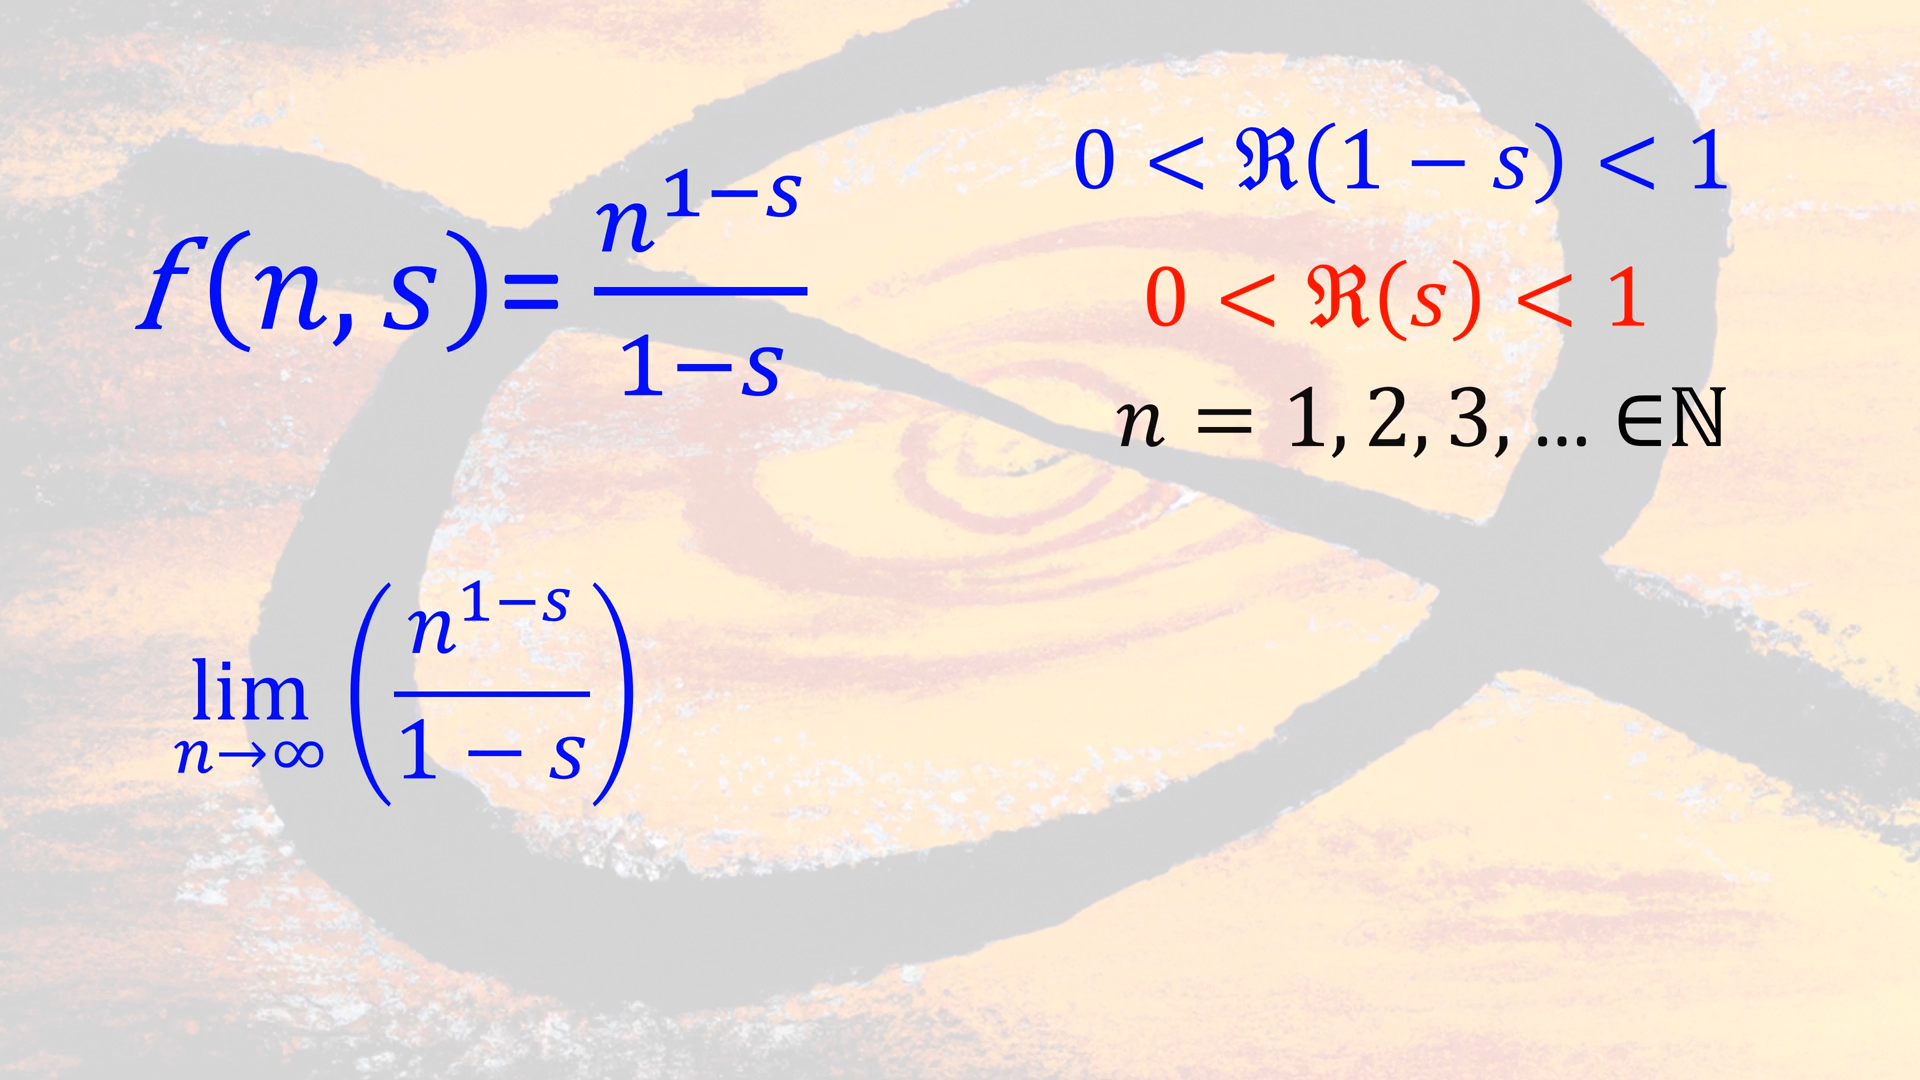 f(n, s)= n^{1−s} / 1−s
0 < ℜ(1 − s) < 1
0 < ℜ(s) < 1
n = 1, 2, 3, … ∈ℕ
lim_{n→∞} (n^{1−s} / 1 − s)